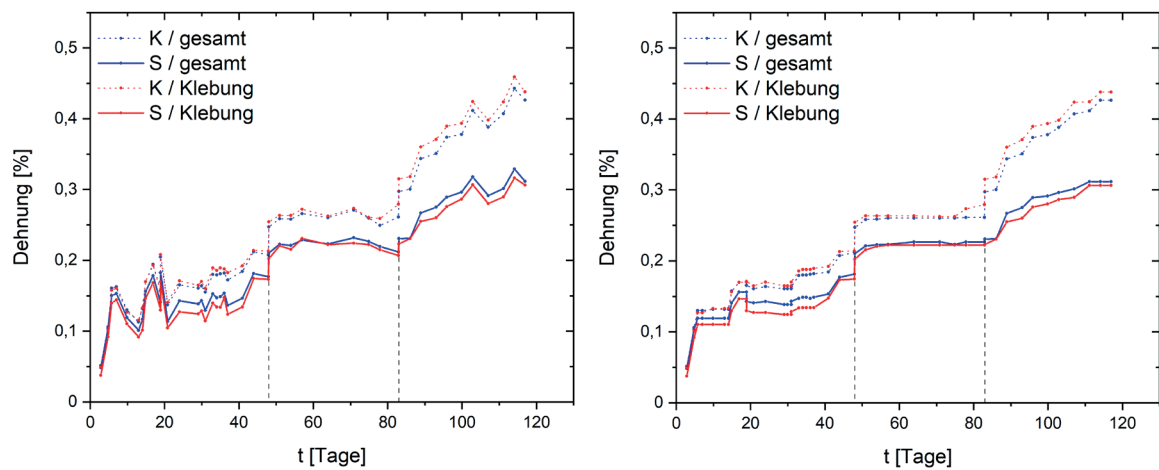 K / gesamt
S / gesamt
K / Klebung
S / Klebung
Dehnung [%]
0,5
0,4
0,3
0,2
0,1
0
0 20 40 60 80 100 120
t [Tage]
K / gesamt
S / gesamt
K / Klebung
S / Klebung
Dehnung [%]
0,5
0,4
0,3
0,2
0,1
0
0 20 40 60 80 100 120
t [Tage]